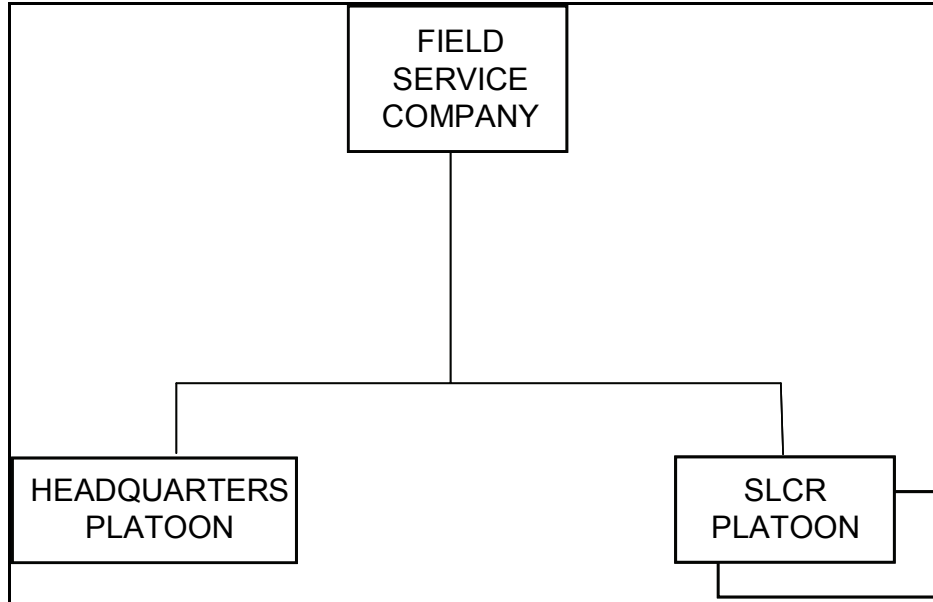 FIELD
SERVICE
COMPANY
HEADQUARTERS
PLATOON
SLCR
PLATOON